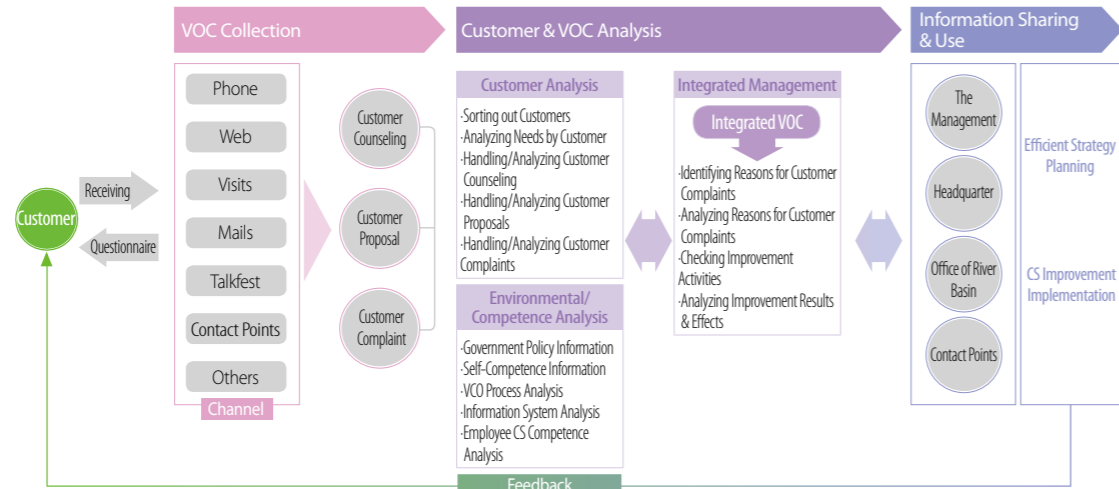 VOC Collection
Customer & VOC Analysis
Information Sharing
& Use
Customer
Receiving
Questionnaire
Phone
Web
Visits
Mails
Talkfest
Contact Points
Others
Channel
Customer
Counseling
Customer
Proposal
Customer
Complaint
Customer Analysis
·Sorting out Customers
·Analyzing Needs by Customer
·Handling/Analyzing Customer
Counseling
·Handling/Analyzing Customer
Proposals
·Handling/Analyzing Customer
Complaints
Environmental/
Competence Analysis
·Government Policy Information
·Self-Competence Information
·VCO Process Analysis
·Information System Analysis
·Employee CS Competence
Analysis
Integrated Management
Integrated VOC
·Identifying Reasons for Customer
Complaints
·Analyzing Reasons for Customer
Complaints
·Checking Improvement
Activities
·Analyzing Improvement Results
& Effects
The
Management
Headquarter
Office of River
Basin
Contact Points
Efficient Strategy
Planning
CS Improvement
Implementation
Feedback